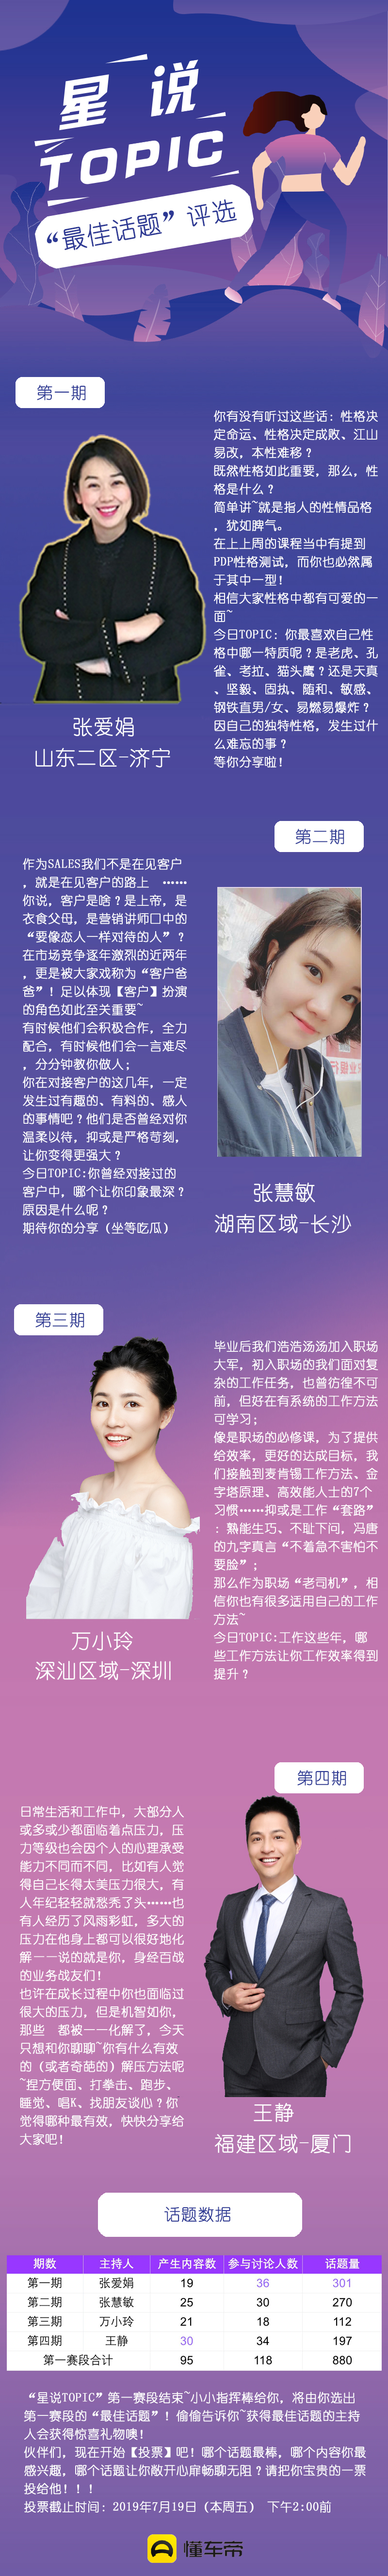 星 说
TOPIC
“最佳话题”评选
第一期
你有没有听过这些话：性格决
定命运、性格决定成败、江山
易改，本性难移？
既然性格如此重要，那么，性
格是什么？
简单讲~就是指人的性情品格
，犹如脾气。
在上上周的课程当中有提到
PDP性格测试，而你也必然属
于其中一型！
相信大家性格中都有可爱的一
面~
今日TOPIC：你最喜欢自己性
格中哪一特质呢？是老虎、孔
雀、考拉、猫头鹰？还是天真
、坚毅、固执、随和、敏感、
钢铁直男/女、易燃易爆炸？
因自己的独特性格，发生过什
么难忘的事？
等你分享啦！
张爱娟
山东二区-济宁
第二期
作为SALES我们不是在见客户
，就是在见客户的路上 ……
你说，客户是啥？是上帝，是
衣食父母，是营销讲师口中的
“要像恋人一样对待的人”？
在市场竞争逐年激烈的近两年
，更是被大家戏称为“客户爸
爸”！足以体现【客户】扮演
的角色如此至关重要~
有时候他们会积极合作，全力
配合，有时候他们会一言难尽
，分分钟教你做人；
你在对接客户的这几年，一定
发生过有趣的、有料的、感人
的事情吧？他们是否曾经对你
温柔以待，抑或是严格苛刻，
让你变得更强大？
今日TOPIC:你曾经对接过的
客户中，哪个让你印象最深？
原因是什么呢？
期待你的分享（坐等吃瓜）
张慧敏
湖南区域-长沙
第三期
毕业后我们浩浩汤汤加入职场
大军，初入职场的我们面对复
杂的工作任务，也曾彷徨不可
前，但好在有系统的工作方法
可学习；
像是职场的必修课，为了提供
给效率，更好的达成目标，我
们接触到麦肯锡工作方法、金
字塔原理、高效能人士的7个
习惯……抑或是工作“套路”
：熟能生巧、不耻下问，冯唐
的九字真言“不着急不害怕不
要脸”；
那么作为职场“老司机”，相
信你也有很多适用自己的工作
方法~
今日TOPIC:工作这些年，哪
些工作方法让你工作效率得到
提升？
万小玲
深汕区域-深圳
第四期
日常生活和工作中，大部分人
或多或少都面临着点压力，压
力等级也会因个人的心理承受
能力不同而不同，比如有人觉
得自己长得太美压力很大，有
人年纪轻轻就愁秃了头……也
有人经历了风雨彩虹，多大的
压力在他身上都可以很好地化
解——说的就是你，身经百战
的业务战友们！
也许在成长过程中你也面临过
很大的压力，但是机智如你，
那些 都被一一化解了，今天
只想和你聊聊~你有什么有效
的（或者奇葩的）解压方法呢
~捏方便面、打拳击、跑步、
睡觉、唱K、找朋友谈心？你
觉得哪种最有效，快快分享给
大家吧！
王静
福建区域-厦门
话题数据
期数 主持人 产生内容数 参与讨论人数 话题量
第一期 张爱娟 19 36 301
第二期 张慧敏 25 30 270
第三期 万小玲 21 18 112
第四期 王静 30 34 197
第一赛段合计 95 118 880
“星说TOPIC”第一赛段结束~小小指挥棒给你，将由你选出
第一赛段的“最佳话题”！偷偷告诉你~获得最佳话题的主持
人会获得惊喜礼物噢！
伙伴们，现在开始【投票】吧！哪个话题最棒，哪个内容你最
感兴趣，哪个话题让你敞开心扉畅聊无阻？请把你宝贵的一票
投给他！！！
投票截止时间：2019年7月19日（本周五） 下午2:00前
懂车帝